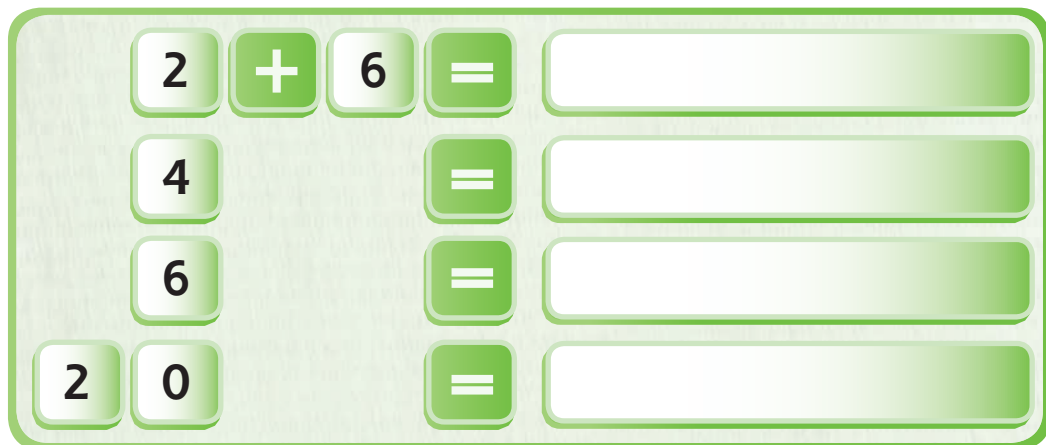 2 + 6 =
4 =
6 =
2 0 =